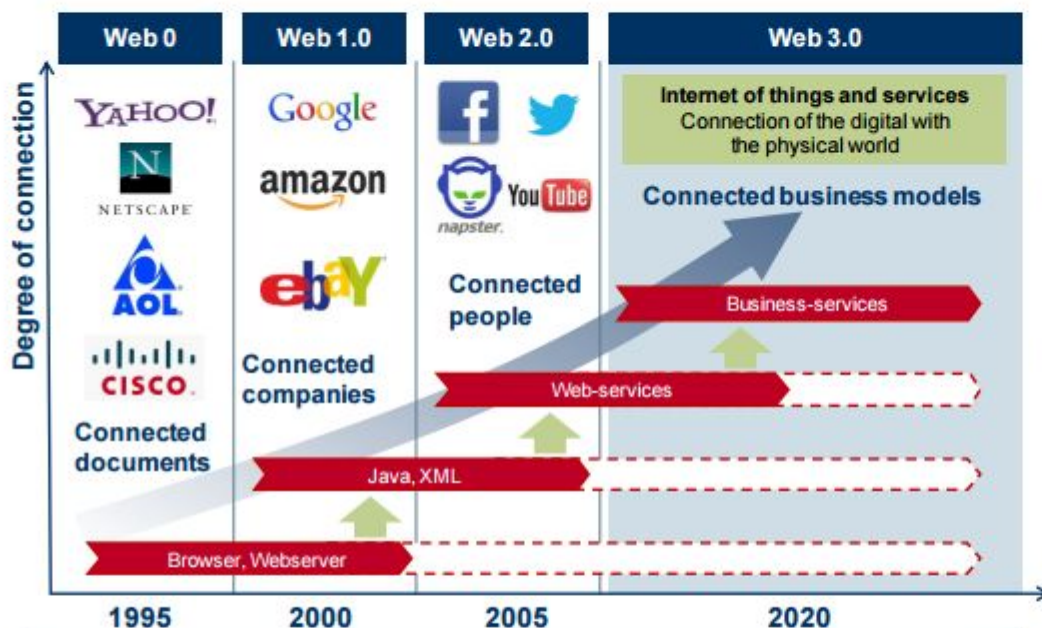 Web 0
Web 1.0
Web 2.0
Web 3.0
Degree of connection
YAHOO!
N
NETSCAPE
AOL
CISCO
Connected
documents
Google
amazon
ebaY
Connected
companies
f
napster.
YouTube
Connected
people
Internet of things and services
Connection of the digital with
the physical world
Connected business models
Business-services
Web-services
Java, XML
Browser, Webserver
1995
2000
2005
2020